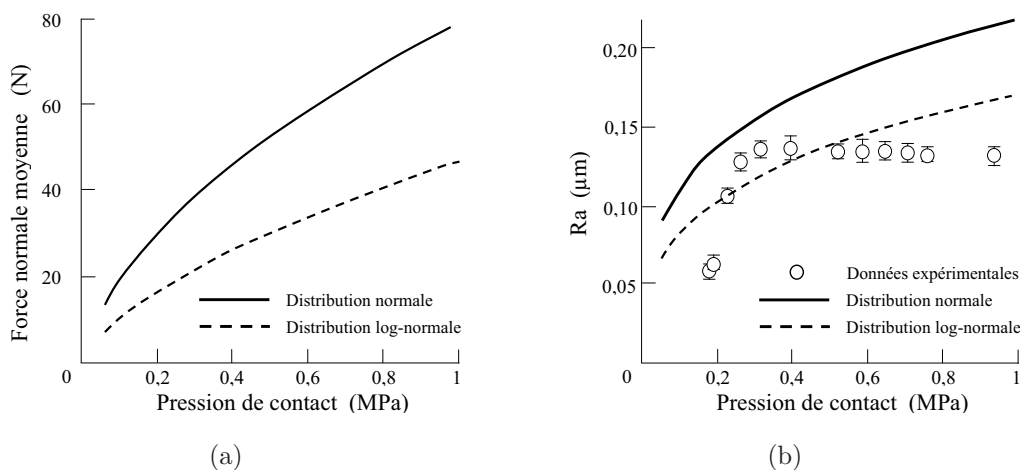 80
60
40
20
0
0,2
0,4
0,6
0,8
1
Force normale moyenne (N)
Pression de contact (MPa)
Distribution normale
Distribution log-normale
(a)
0,20
0,15
0,10
0,05
0
0,2
0,4
0,6
0,8
1
Ra (µm)
Pression de contact (MPa)
Données expérimentales
Distribution normale
Distribution log-normale
(b)